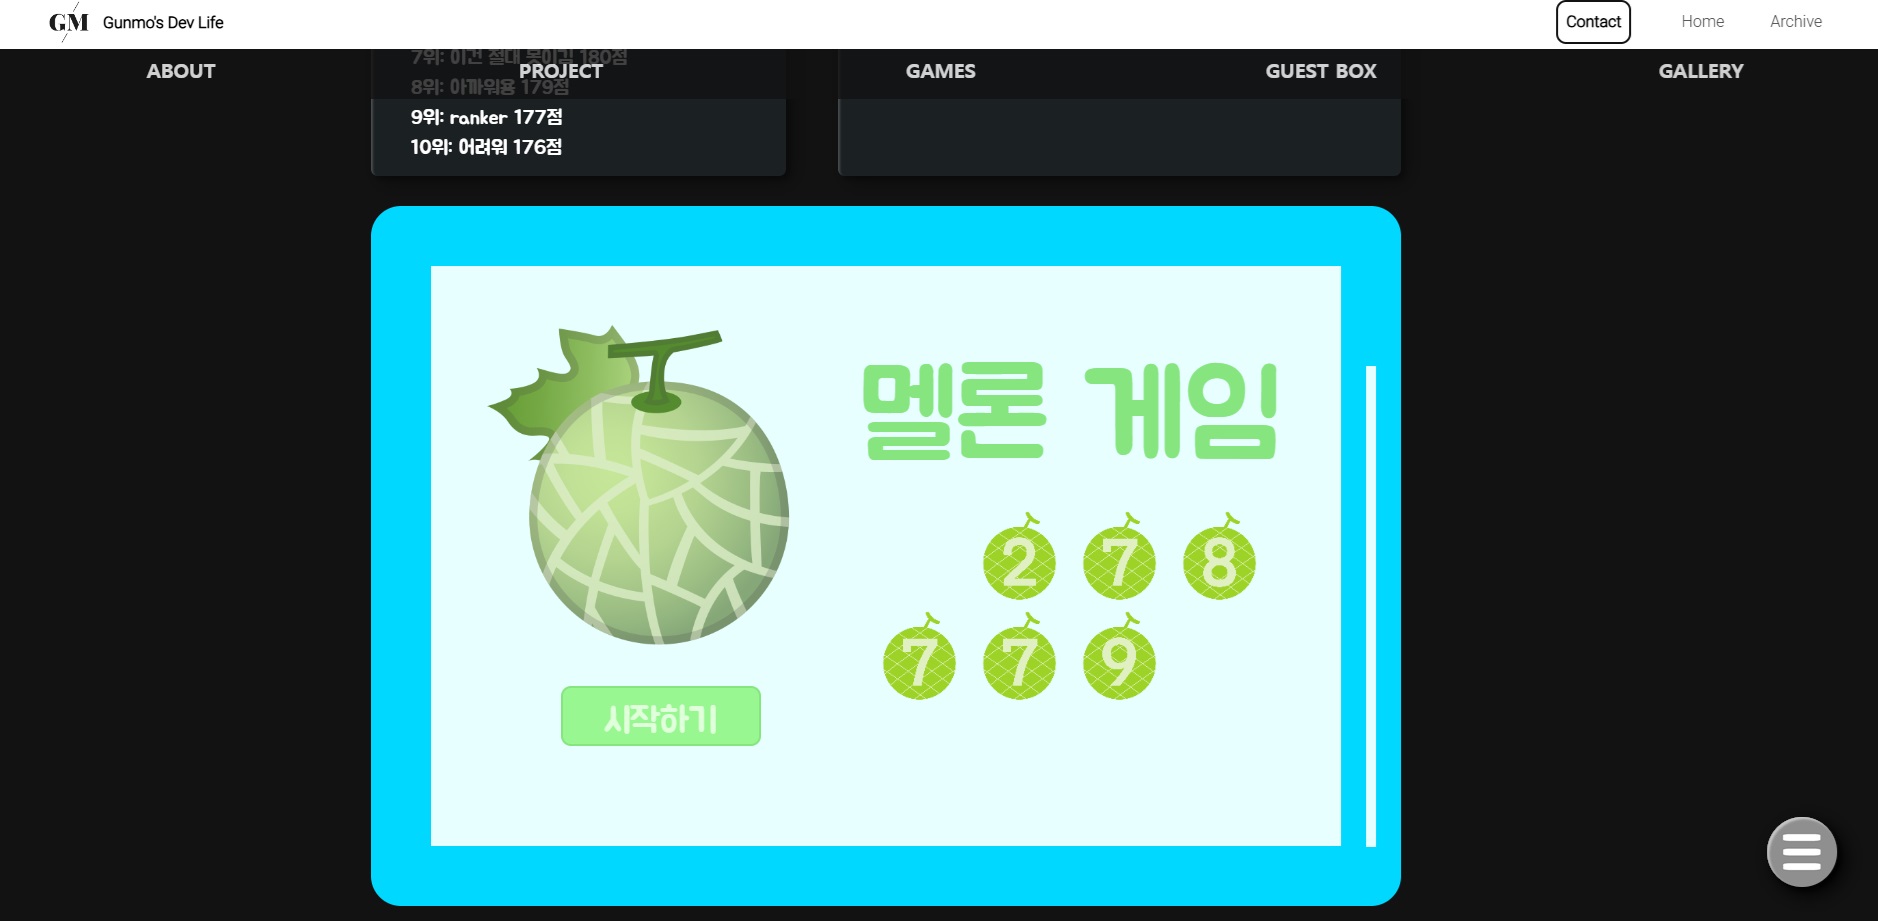 GM Gunmo's Dev Life Contact Home Archive
7위: 이건 절대 못이김 180점
ABOUT PROJECT GAMES GUEST BOX GALLERY
8위: 아까워용 179점
9위: ranker 177점
10위: 어려워 176점
멜론 게임
2 7 8
7 7 9
시작하기